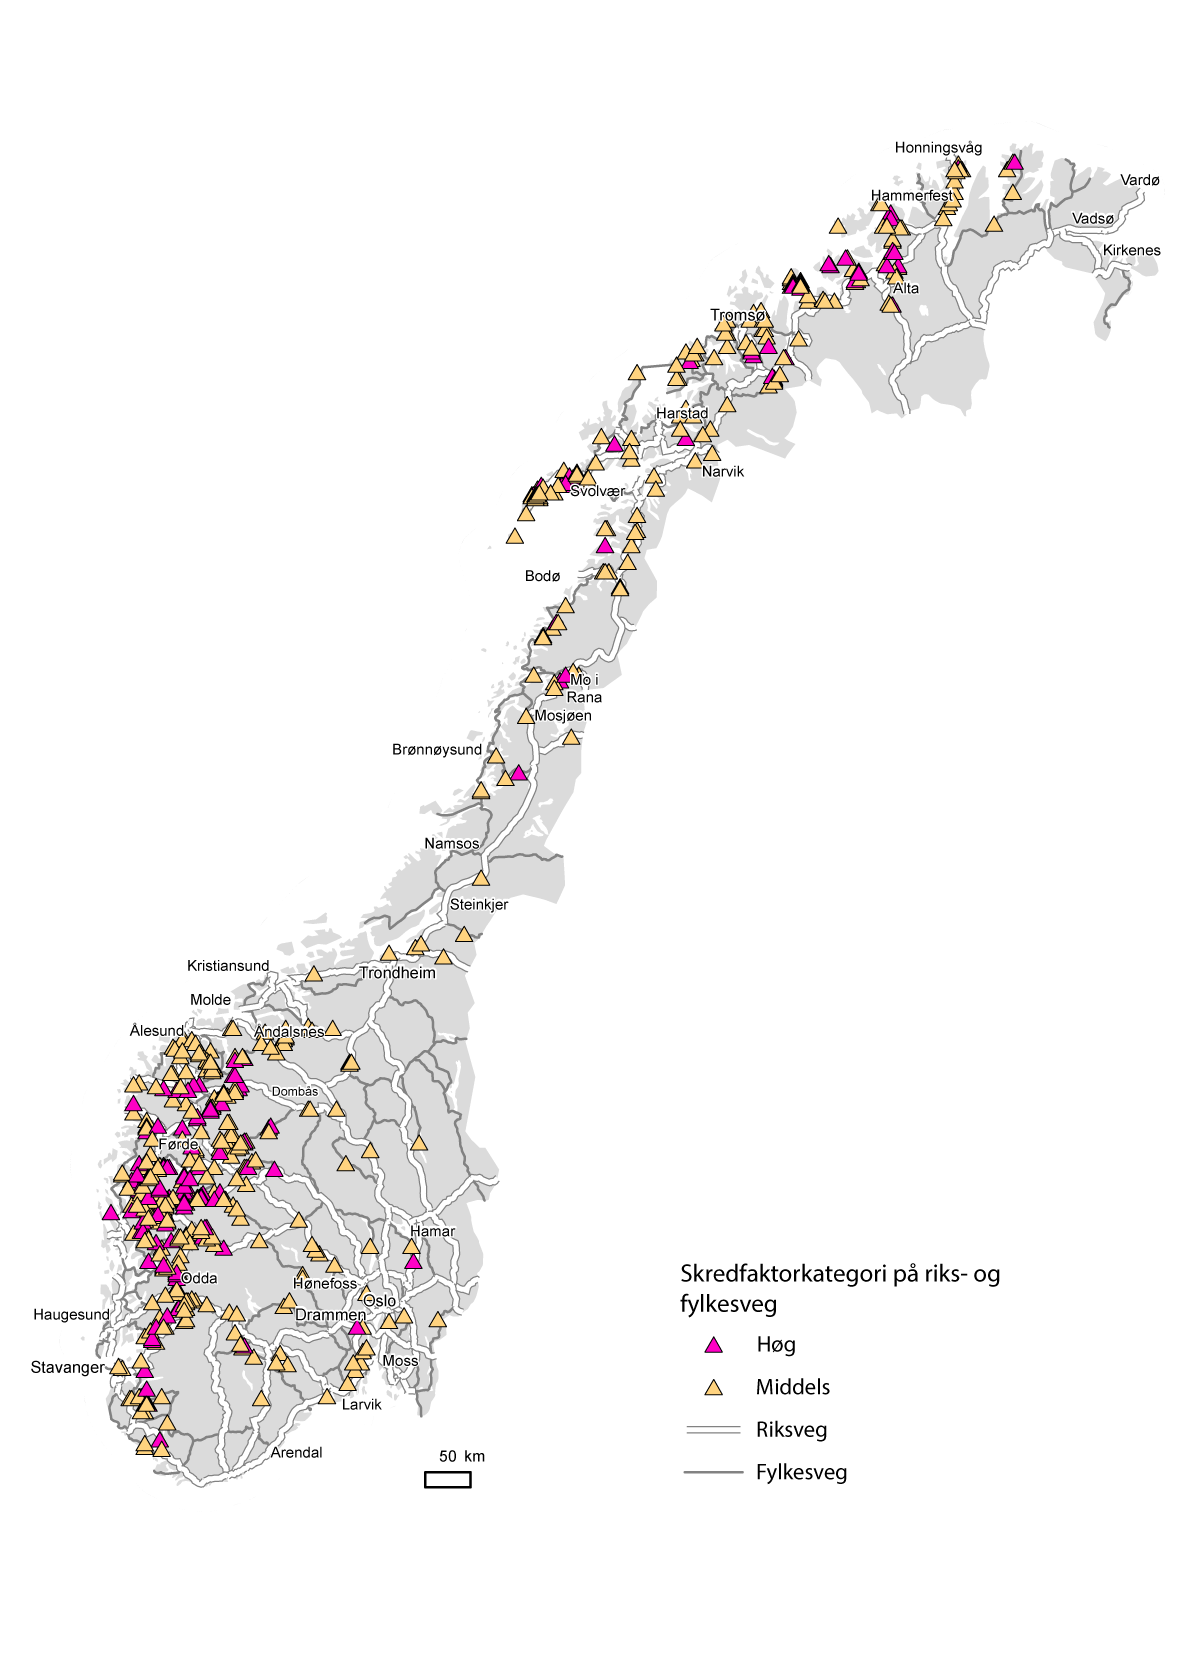 Honningsvåg
Vardø
Hammerfest
Vadsø
Kirkenes
Alta
Tromsø
Harstad
Narvik
Svolvær
Bodø
Mo i
Rana
Mosjøen
Brønnøysund
Namsos
Steinkjer
Kristiansund
Trondheim
Molde
Ålesund
Åndalsnes
Dombås
Førde
Hamar
Odda
Hønefoss
Oslo
Haugesund
Drammen
Stavanger
Moss
Larvik
Arendal
50 km
Skredfaktorkategori på riks- og
fylkesveg
Høg
Middels
Riksveg
Fylkesveg